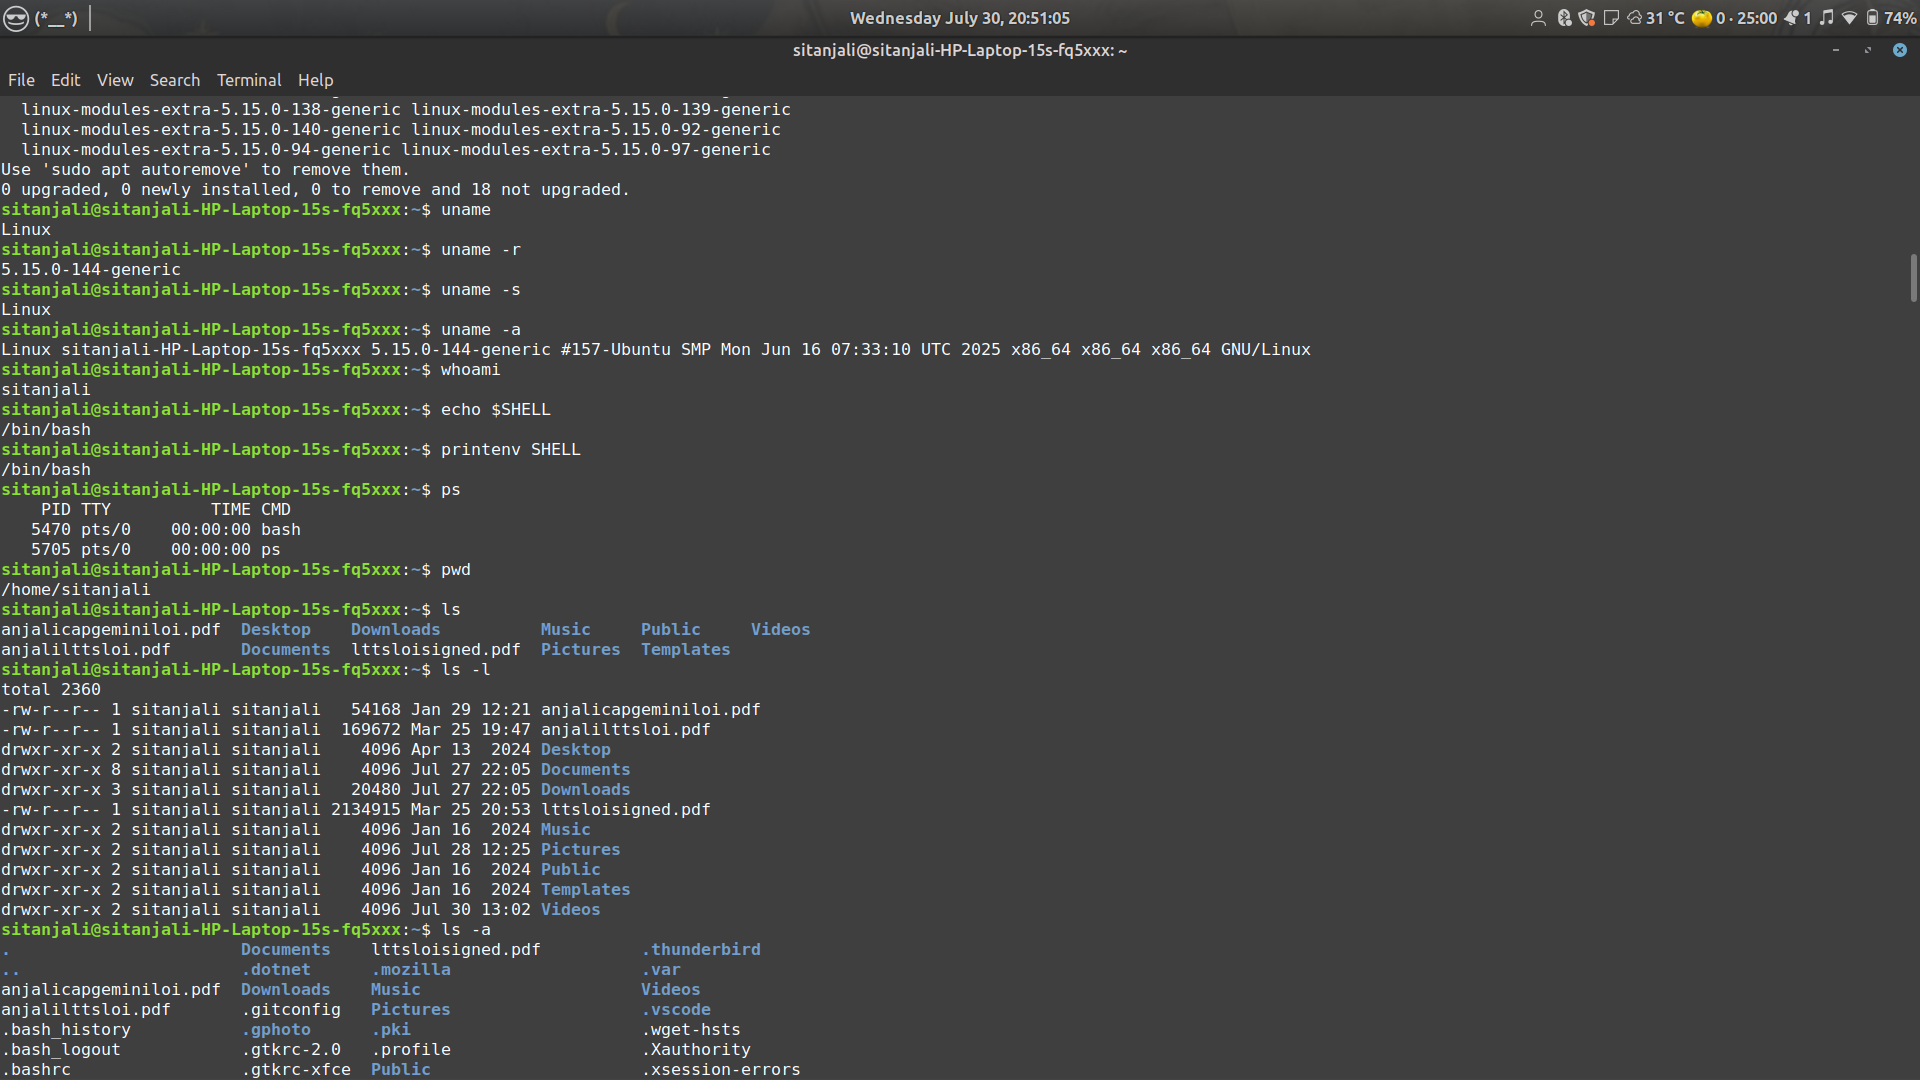 (*__*)
Wednesday July 30, 20:51:05
31 °C 0 · 25:00 1 74%
sitanjali@sitanjali-HP-Laptop-15s-fq5xxx: ~
File Edit View Search Terminal Help
linux-modules-extra-5.15.0-138-generic linux-modules-extra-5.15.0-139-generic
linux-modules-extra-5.15.0-140-generic linux-modules-extra-5.15.0-92-generic
linux-modules-extra-5.15.0-94-generic linux-modules-extra-5.15.0-97-generic
Use 'sudo apt autoremove' to remove them.
0 upgraded, 0 newly installed, 0 to remove and 18 not upgraded.
sitanjali@sitanjali-HP-Laptop-15s-fq5xxx:~$ uname
Linux
sitanjali@sitanjali-HP-Laptop-15s-fq5xxx:~$ uname -r
5.15.0-144-generic
sitanjali@sitanjali-HP-Laptop-15s-fq5xxx:~$ uname -s
Linux
sitanjali@sitanjali-HP-Laptop-15s-fq5xxx:~$ uname -a
Linux sitanjali-HP-Laptop-15s-fq5xxx 5.15.0-144-generic #157-Ubuntu SMP Mon Jun 16 07:33:10 UTC 2025 x86_64 x86_64 x86_64 GNU/Linux
sitanjali@sitanjali-HP-Laptop-15s-fq5xxx:~$ whoami
sitanjali
sitanjali@sitanjali-HP-Laptop-15s-fq5xxx:~$ echo $SHELL
/bin/bash
sitanjali@sitanjali-HP-Laptop-15s-fq5xxx:~$ printenv SHELL
/bin/bash
sitanjali@sitanjali-HP-Laptop-15s-fq5xxx:~$ ps
PID TTY TIME CMD
5470 pts/0 00:00:00 bash
5705 pts/0 00:00:00 ps
sitanjali@sitanjali-HP-Laptop-15s-fq5xxx:~$ pwd
/home/sitanjali
sitanjali@sitanjali-HP-Laptop-15s-fq5xxx:~$ ls
anjalicapgeminiloi.pdf Desktop Downloads Music Public Videos
anjalilttsloi.pdf Documents lttsloisigned.pdf Pictures Templates
sitanjali@sitanjali-HP-Laptop-15s-fq5xxx:~$ ls -l
total 2360
-rw-r--r-- 1 sitanjali sitanjali 54168 Jan 29 12:21 anjalicapgeminiloi.pdf
-rw-r--r-- 1 sitanjali sitanjali 169672 Mar 25 19:47 anjalilttsloi.pdf
drwxr-xr-x 2 sitanjali sitanjali 4096 Apr 13 2024 Desktop
drwxr-xr-x 8 sitanjali sitanjali 4096 Jul 27 22:05 Documents
drwxr-xr-x 3 sitanjali sitanjali 20480 Jul 27 22:05 Downloads
-rw-r--r-- 1 sitanjali sitanjali 2134915 Mar 25 20:53 lttsloisigned.pdf
drwxr-xr-x 2 sitanjali sitanjali 4096 Jan 16 2024 Music
drwxr-xr-x 2 sitanjali sitanjali 4096 Jul 28 12:25 Pictures
drwxr-xr-x 2 sitanjali sitanjali 4096 Jan 16 2024 Public
drwxr-xr-x 2 sitanjali sitanjali 4096 Jan 16 2024 Templates
drwxr-xr-x 2 sitanjali sitanjali 4096 Jul 30 13:02 Videos
sitanjali@sitanjali-HP-Laptop-15s-fq5xxx:~$ ls -a
. Documents lttsloisigned.pdf .thunderbird
.. .dotnet .mozilla .var
anjalicapgeminiloi.pdf Downloads Music Videos
anjalilttsloi.pdf .gitconfig Pictures .vscode
.bash_history .gphoto .pki .wget-hsts
.bash_logout .gtkrc-2.0 .profile .Xauthority
.bashrc .gtkrc-xfce Public .xsession-errors